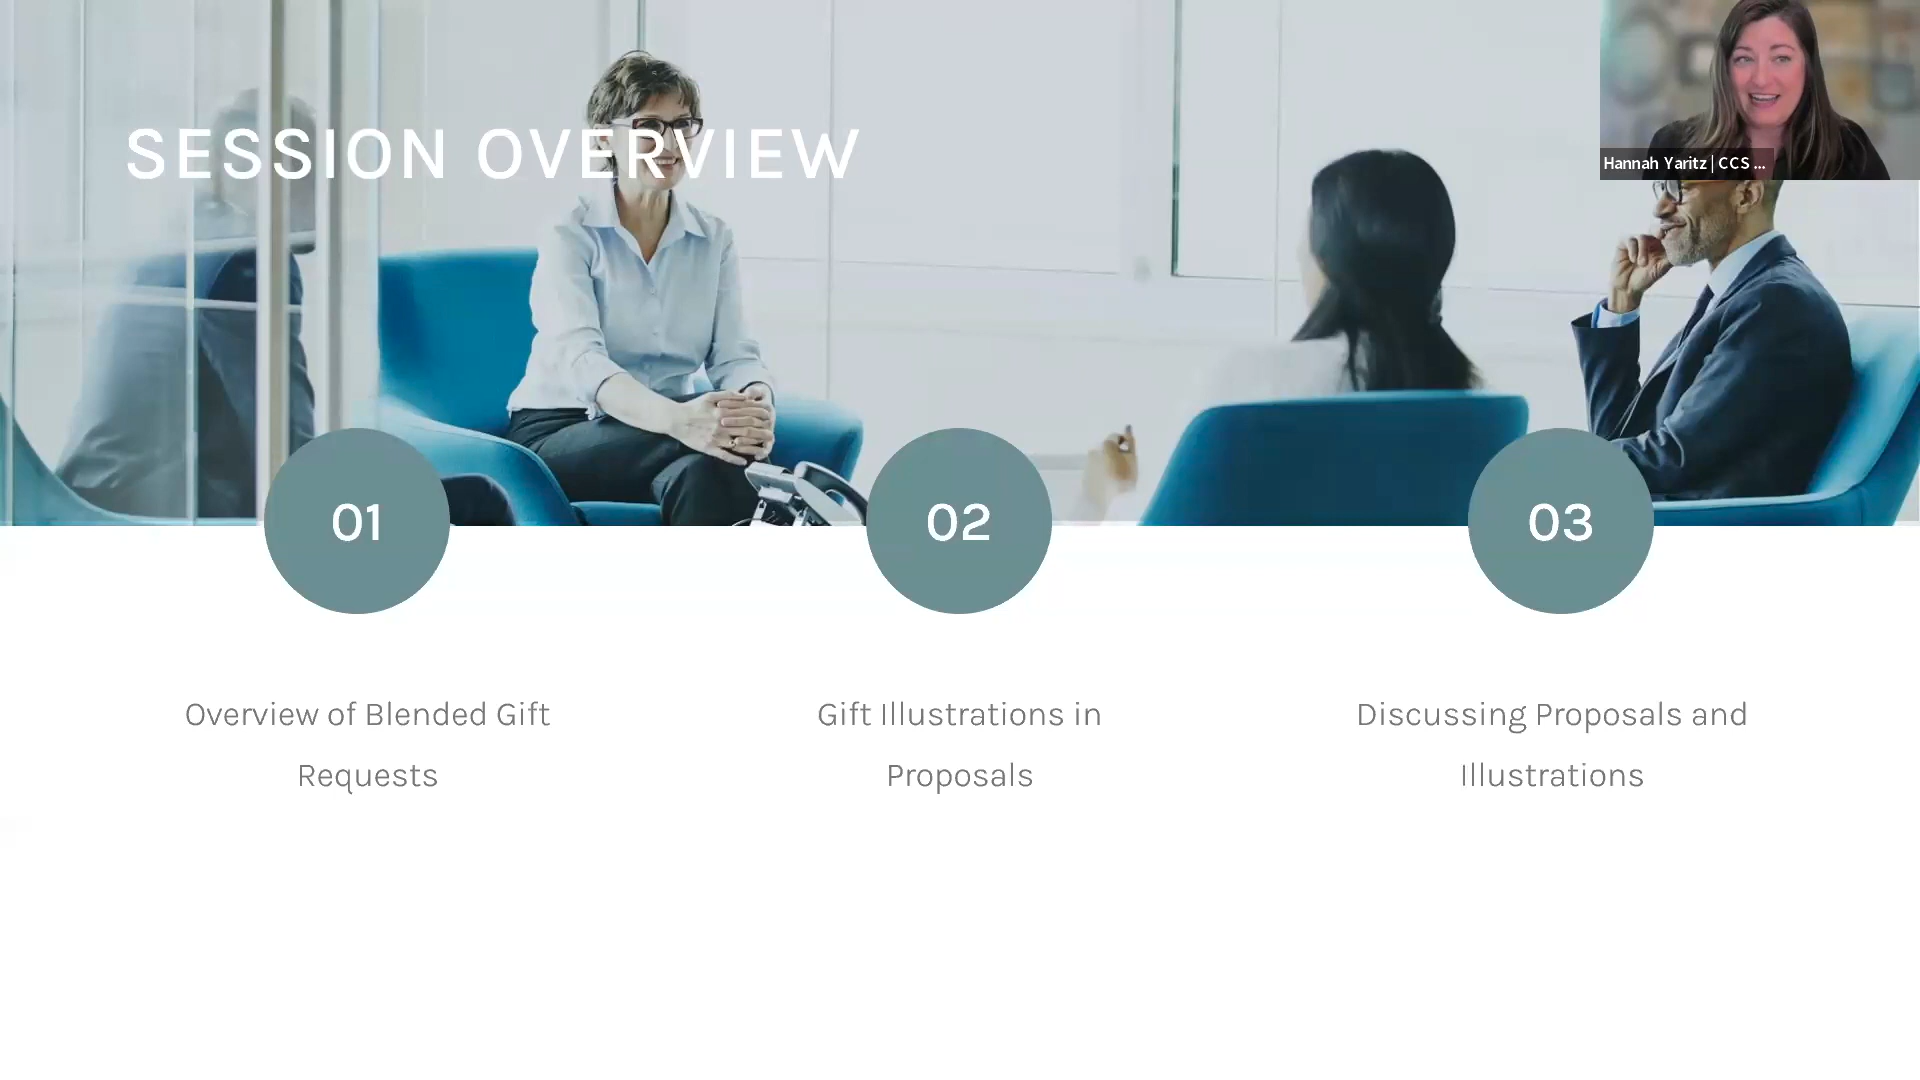 SESSION OVERVIEW
Hannah Yaritz | CCS ...
01
02
03
Overview of Blended Gift
Requests
Gift Illustrations in
Proposals
Discussing Proposals and
Illustrations